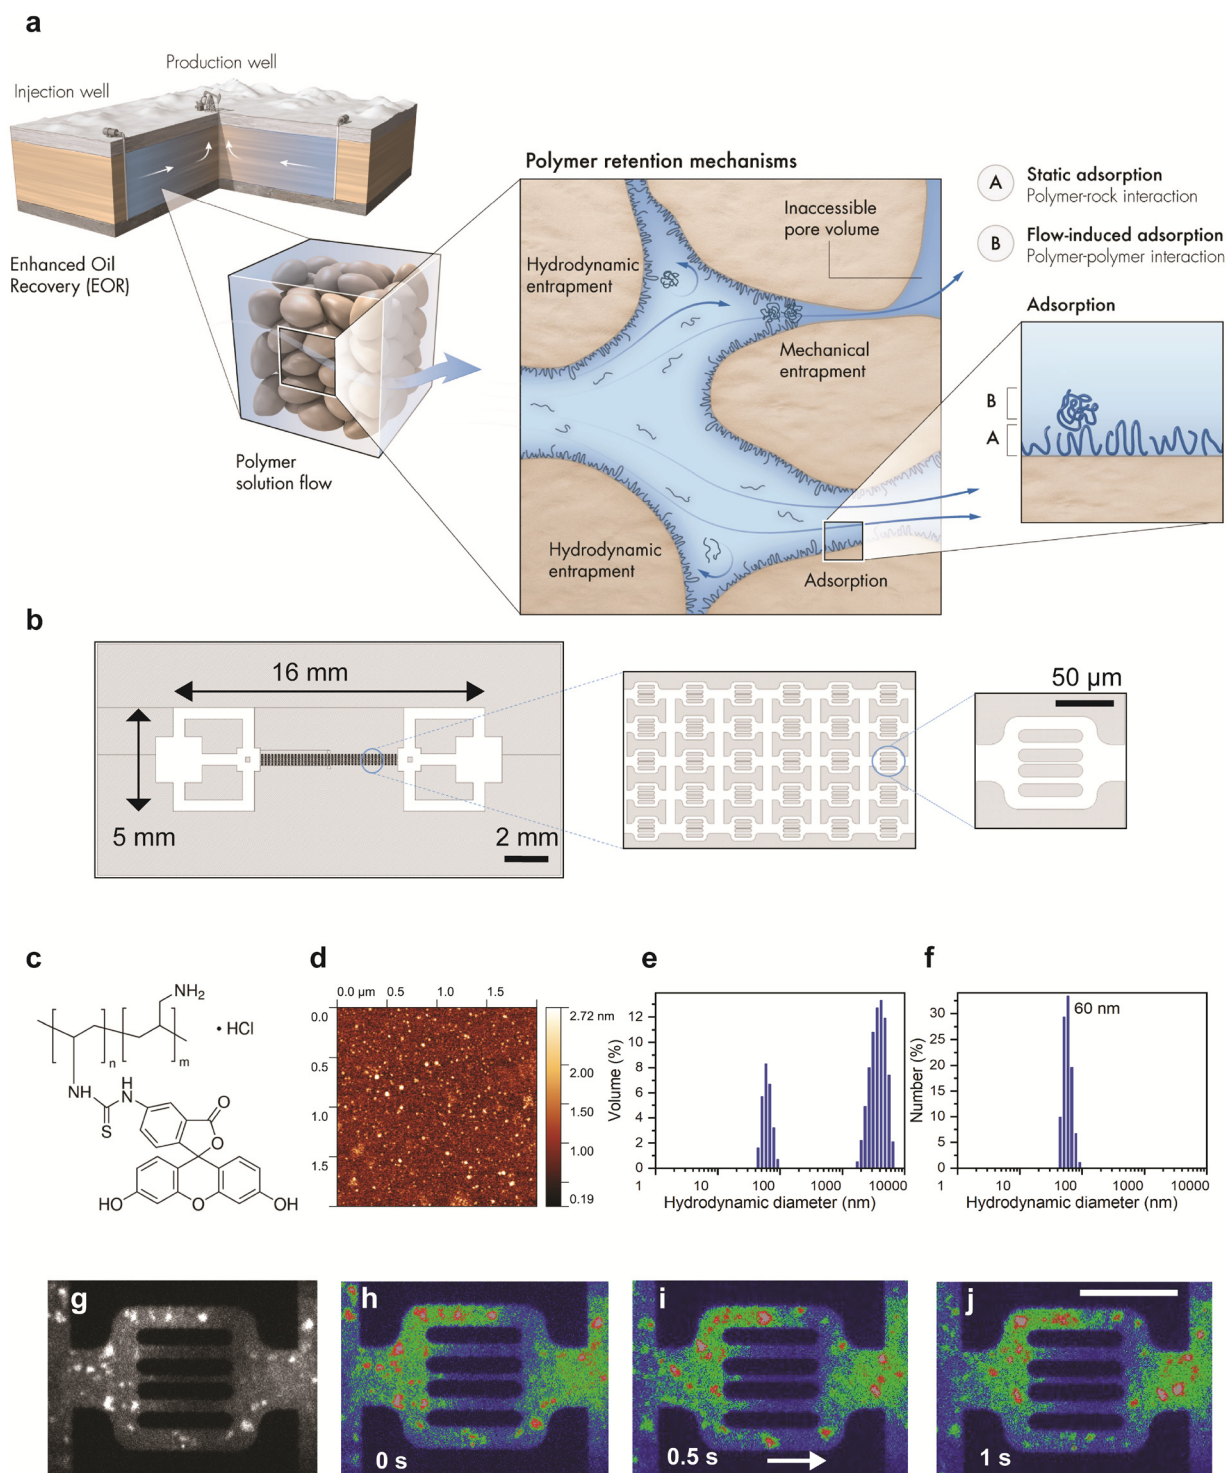 a
Production well
Injection well
Enhanced Oil
Recovery (EOR)
Polymer
solution flow
Polymer retention mechanisms
Inaccessible
pore volume
Hydrodynamic
entrapment
Mechanical
entrapment
Hydrodynamic
entrapment
Adsorption
A
Static adsorption
Polymer-rock interaction
B
Flow-induced adsorption
Polymer-polymer interaction
Adsorption
B
A
b
16 mm
5 mm
2 mm
50 µm
c
NH2
• HCl
n
m
NH
H
N
S
O
O
HO
O
OH
d
0.0 µm 0.5 1.0 1.5
0.0
0.5
1.0
1.5
2.72 nm
2.00
1.50
1.00
0.19
e
Volume (%)
12
10
8
6
4
2
0
1 10 100 1000 10000
Hydrodynamic diameter (nm)
f
60 nm
Number (%)
30
25
20
15
10
5
0
1 10 100 1000 10000
Hydrodynamic diameter (nm)
g
h
0 s
i
0.5 s
j
1 s